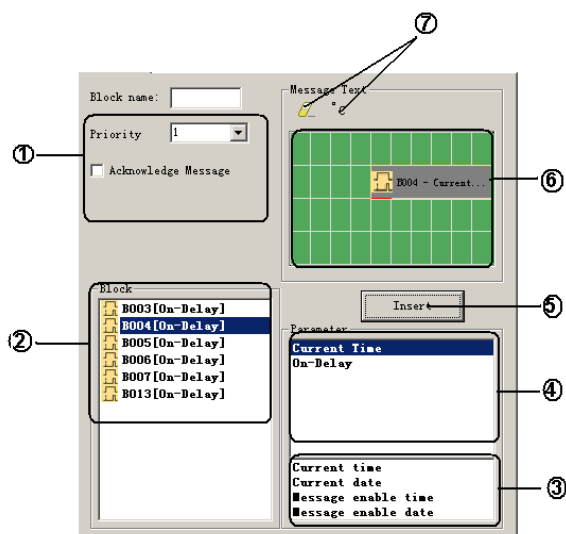 ⑦
Block name:
Message Text
°c
Priority 1
①
Acknowledge Message
B004 - Current...
⑥
Block
Insert
⑤
B003[On-Delay]
B004[On-Delay]
B005[On-Delay]
B006[On-Delay]
B007[On-Delay]
B013[On-Delay]
②
Parameter
Current Time
On-Delay
④
Current time
Current date
Message enable time
Message enable date
③